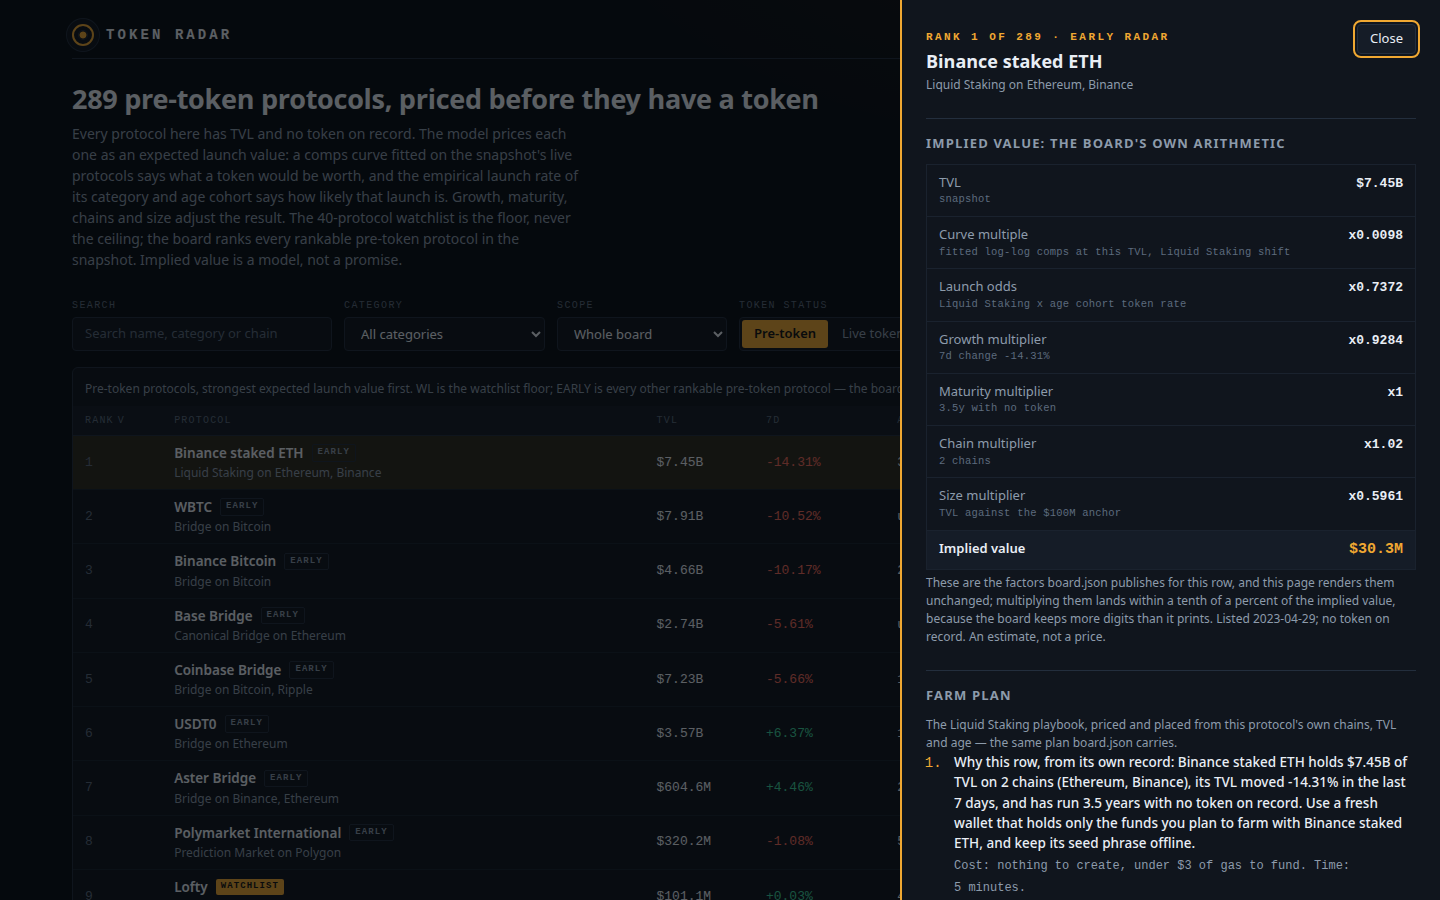 TOKEN RADAR
289 pre-token protocols, priced before they have a token
Every protocol here has TVL and no token on record. The model prices each
one as an expected launch value: a comps curve fitted on the snapshot's live
protocols says what a token would be worth, and the empirical launch rate of
its category and age cohort says how likely that launch is. Growth, maturity,
chains and size adjust the result. The 40-protocol watchlist is the floor, never
the ceiling; the board ranks every rankable pre-token protocol in the
snapshot. Implied value is a model, not a promise.
SEARCH CATEGORY SCOPE TOKEN STATUS
Search name, category or chain All categories Whole board Pre-token Live token
Pre-token protocols, strongest expected launch value first. WL is the watchlist floor; EARLY is every other rankable pre-token protocol — the board
RANK V PROTOCOL TVL 7D
1 Binance staked ETH EARLY $7.45B -14.31%
Liquid Staking on Ethereum, Binance
2 WBTC EARLY $7.91B -10.52%
Bridge on Bitcoin
3 Binance Bitcoin EARLY $4.66B -10.17%
Bridge on Bitcoin
4 Base Bridge EARLY $2.74B -5.61%
Canonical Bridge on Ethereum
5 Coinbase Bridge EARLY $7.23B -5.66%
Bridge on Bitcoin, Ripple
6 USDT0 EARLY $3.57B +6.37%
Bridge on Ethereum
7 Aster Bridge EARLY $604.6M +4.46%
Bridge on Binance, Ethereum
8 Polymarket International EARLY $320.2M -1.08%
Prediction Market on Polygon
9 Lofty WATCHLIST $101.1M +0.03%
RANK 1 OF 289 · EARLY RADAR
Close
Binance staked ETH
Liquid Staking on Ethereum, Binance
IMPLIED VALUE: THE BOARD'S OWN ARITHMETIC
TVL $7.45B
snapshot
Curve multiple x0.0098
fitted log-log comps at this TVL, Liquid Staking shift
Launch odds x0.7372
Liquid Staking x age cohort token rate
Growth multiplier x0.9284
7d change -14.31%
Maturity multiplier x1
3.5y with no token
Chain multiplier x1.02
2 chains
Size multiplier x0.5961
TVL against the $100M anchor
Implied value $30.3M
These are the factors board.json publishes for this row, and this page renders them
unchanged; multiplying them lands within a tenth of a percent of the implied value,
because the board keeps more digits than it prints. Listed 2023-04-29; no token on
record. An estimate, not a price.
FARM PLAN
The Liquid Staking playbook, priced and placed from this protocol's own chains, TVL
and age — the same plan board.json carries.
1. Why this row, from its own record: Binance staked ETH holds $7.45B of
TVL on 2 chains (Ethereum, Binance), its TVL moved -14.31% in the last
7 days, and has run 3.5 years with no token on record. Use a fresh
wallet that holds only the funds you plan to farm with Binance staked
ETH, and keep its seed phrase offline.
Cost: nothing to create, under $3 of gas to fund. Time:
5 minutes.